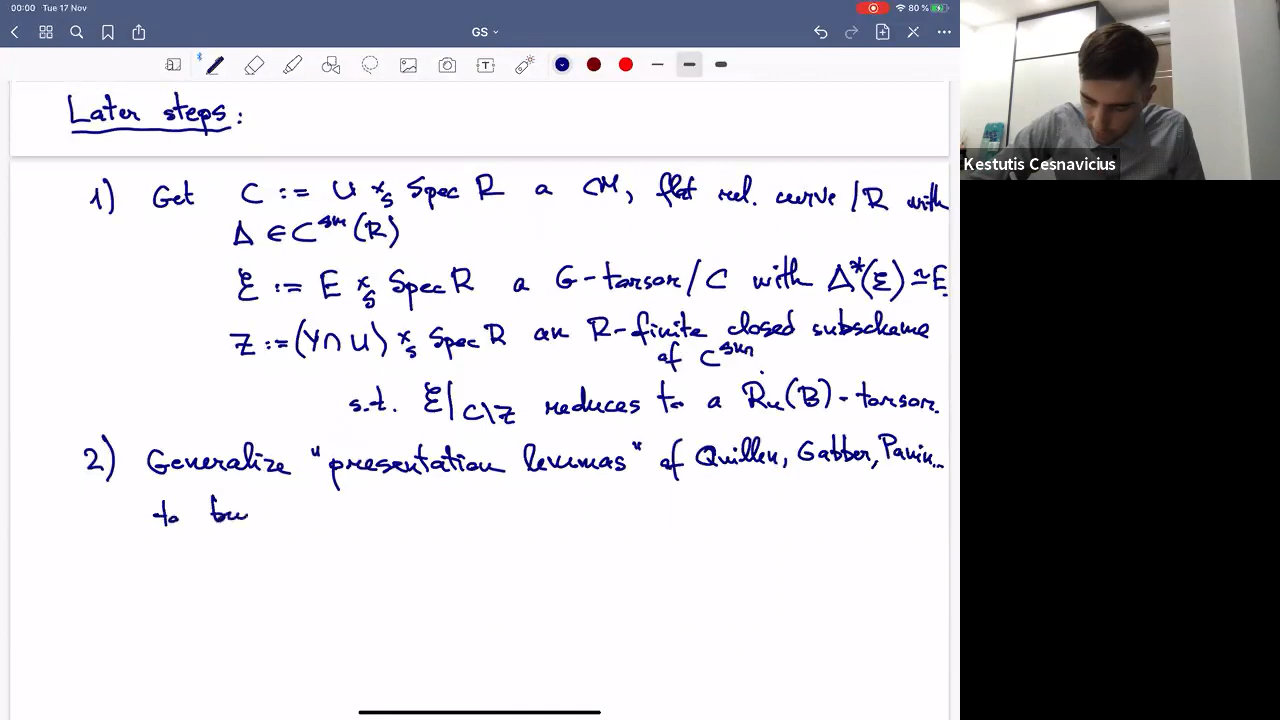 00:00 Tue 17 Nov
80 %
GS
Later steps:
1) Get C := U ×_S Spec R a CM, flat rel. curve /R with
Δ ∈ C^sm (R)
ℰ := E ×_S Spec R a G-torsor/C with Δ*(ℰ) ≃ E
Z := (Y∩U) ×_S Spec R an R-finite closed subscheme
of C^sm
s.t. ℰ|_{C\Z} reduces to a R_u(B)-torsor.
2) Generalize "presentation lemmas" of Quillen, Gabber, Panin...
to
Kestutis Cesnavicius